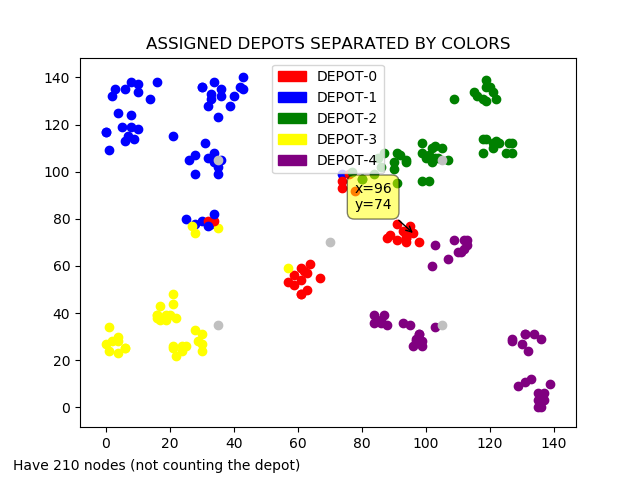 ASSIGNED DEPOTS SEPARATED BY COLORS
140
120
100
80
60
40
20
0
DEPOT-0
DEPOT-1
DEPOT-2
DEPOT-3
DEPOT-4
x=96
y=74
0 20 40 60 80 100 120 140
Have 210 nodes (not counting the depot)